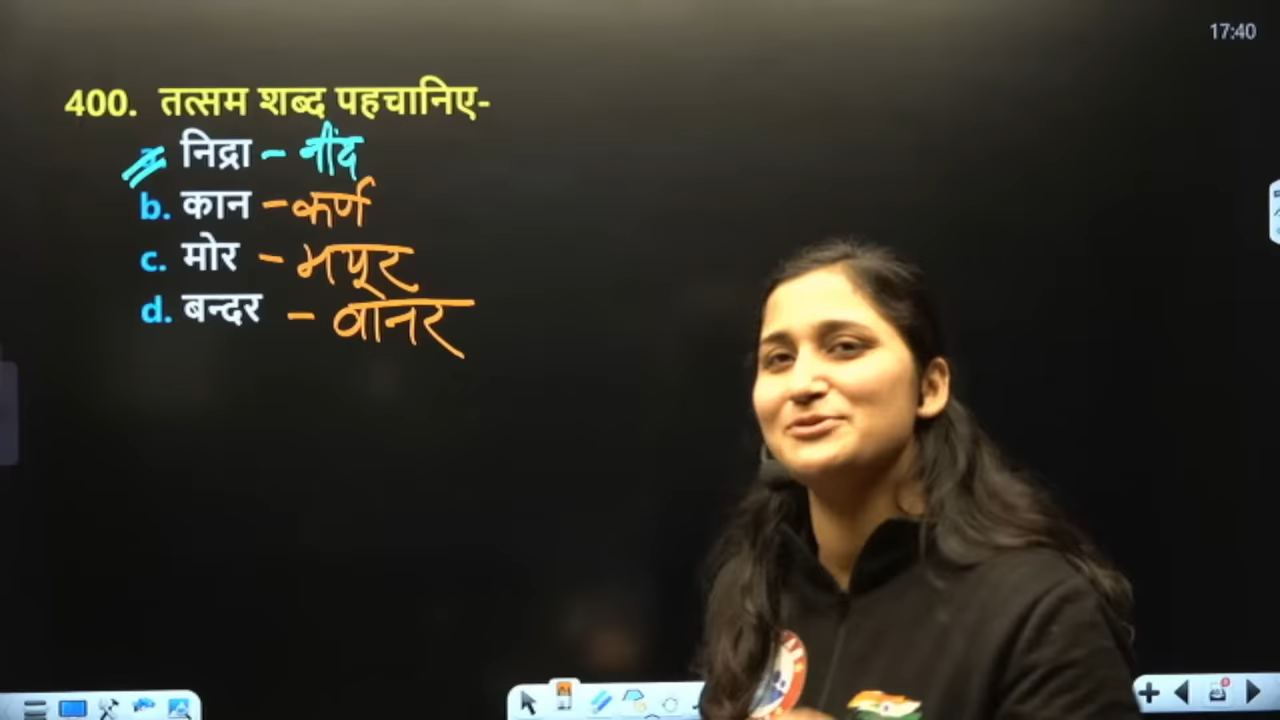 17:40
400. तत्सम शब्द पहचानिए-
निद्रा - नींद
b. कान - कर्ण
c. मोर - मयूर
d. बन्दर - वानर